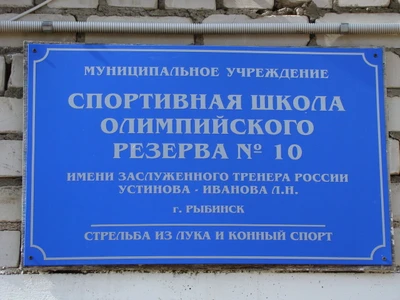 МУНИЦИПАЛЬНОЕ УЧРЕЖДЕНИЕ
СПОРТИВНАЯ ШКОЛА
ОЛИМПИЙСКОГО
РЕЗЕРВА № 10
ИМЕНИ ЗАСЛУЖЕННОГО ТРЕНЕРА РОССИИ
УСТИНОВА - ИВАНОВА Л.Н.
г. РЫБИНСК
СТРЕЛЬБА ИЗ ЛУКА И КОННЫЙ СПОРТ